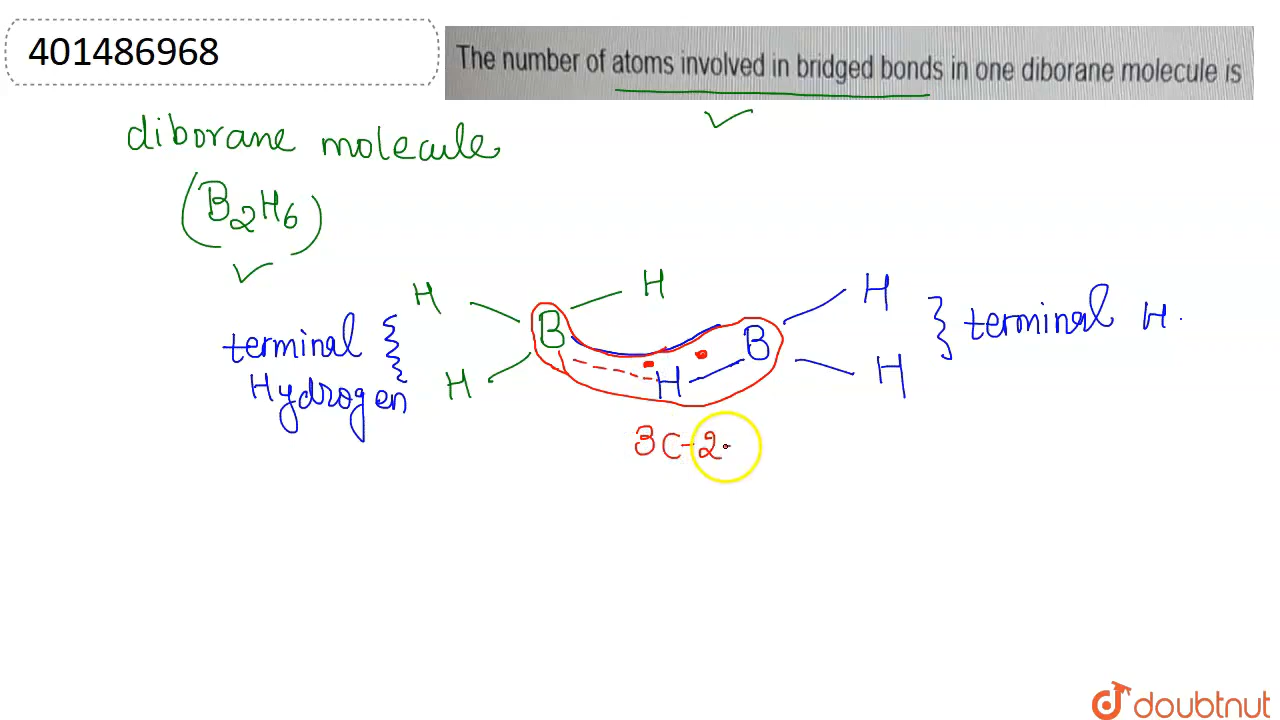 401486968
The number of atoms involved in bridged bonds in one diborane molecule is
diborane molecule
(B2H6)
H H H
terminal { B B } terminal H.
Hydrogen H H H
3C-2.
doubtnut